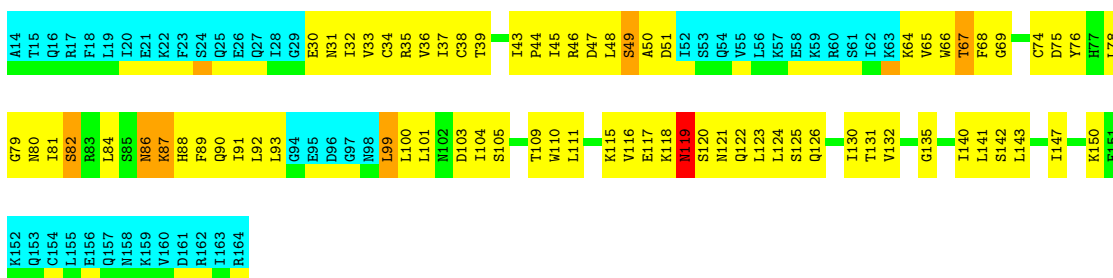 A14 T15 Q16 R17 F18 L19 I20 E21 K22 F23 S24 Q25 E26 Q27 I28 G29 E30 N31 I32 V33 C34 R35 V36 I37 C38 T39 I43 P44 I45 R46 D47 L48 S49 A50 D51 I52 S53 Q54 V55 L56 K57 E58 K59 R60 S61 I62 K63 K64 V65 W66 T67 F68 G69 C74 D75 Y76 H77
G79 N80 I81 S82 R83 L84 S85 N86 K87 H88 F89 Q90 I91 L92 L93 G94 E95 D96 G97 N98 L99 L100 L101 N102 D103 I104 S105 T109 W110 L111 K115 V116 E117 K118 N119 S120 N121 Q122 L123 L124 S125 Q126 I130 T131 V132 G135 I140 L141 S142 L143 I147 K150
K152 Q153 C154 L155 E156 Q157 N158 K159 V160 D161 R162 I163 R164